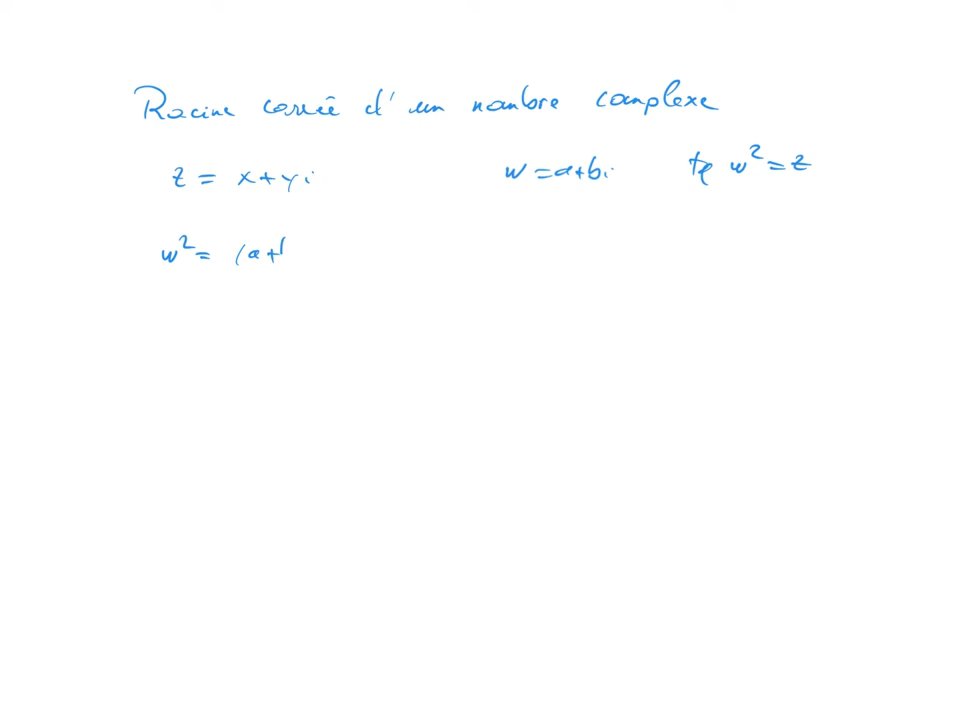 Racine carrée d'un nombre complexe
z = x+yi w = a+bi tq w² = z
w² = (a+